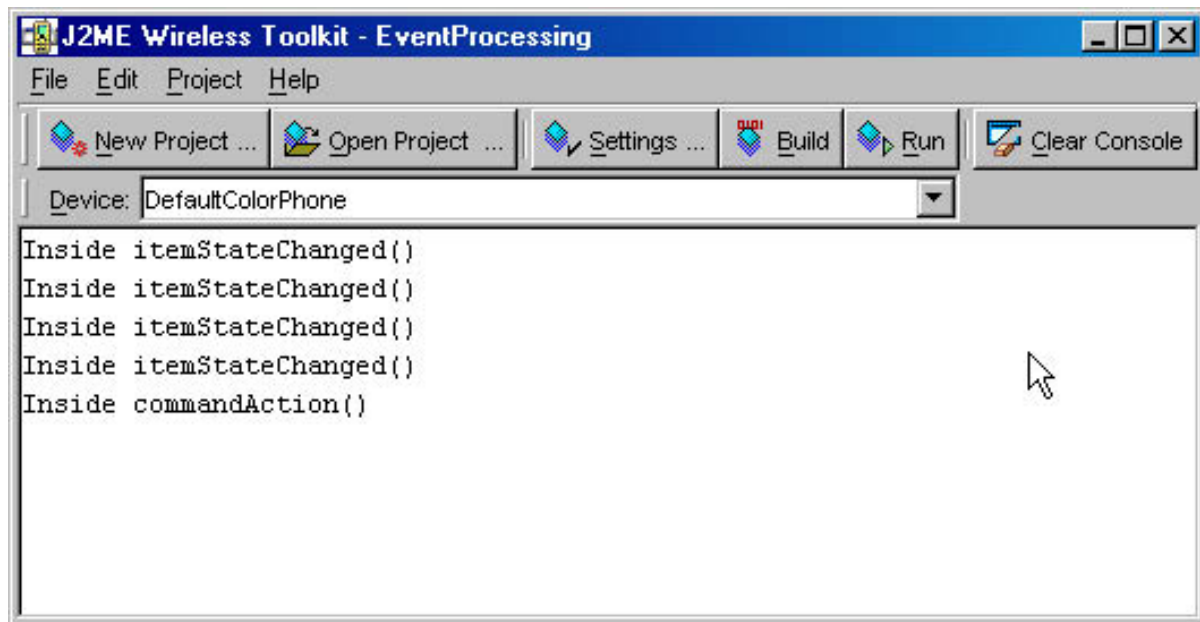 J2ME Wireless Toolkit - EventProcessing
File Edit Project Help
New Project ... Open Project ... Settings ... Build Run Clear Console
Device: DefaultColorPhone
Inside itemStateChanged()
Inside itemStateChanged()
Inside itemStateChanged()
Inside itemStateChanged()
Inside commandAction()